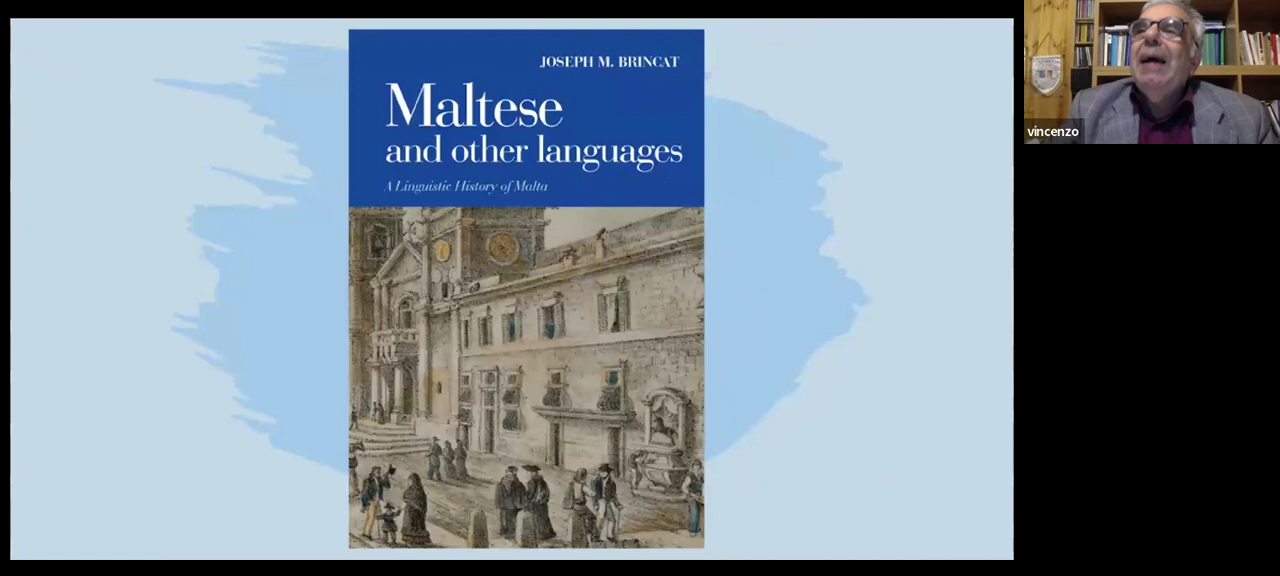 JOSEPH M. BRINCAT
Maltese
and other languages
A Linguistic History of Malta
vincenzo